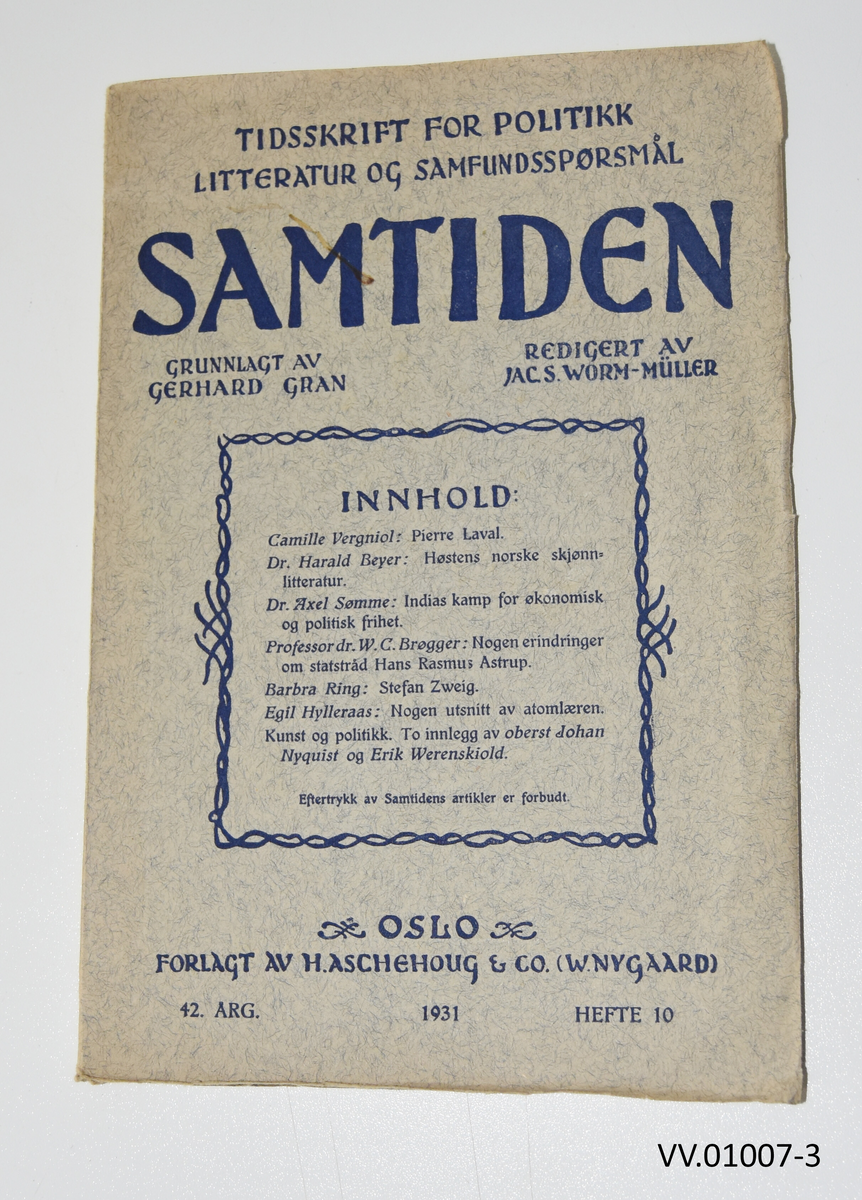 TIDSSKRIFT FOR POLITIKK
LITTERATUR OG SAMFUNDSSPØRSMÅL
SAMTIDEN
GRUNNLAGT AV
GERHARD GRAN
REDIGERT AV
JAC. S. WORM-MÜLLER
INNHOLD:
Camille Vergniol: Pierre Laval.
Dr. Harald Beyer: Høstens norske skjønn-
litteratur.
Dr. Axel Sømme: Indias kamp for økonomisk
og politisk frihet.
Professor dr. W. C. Brøgger: Nogen erindringer
om statstråd Hans Rasmus Astrup.
Barbra Ring: Stefan Zweig.
Egil Hylleraas: Nogen utsnitt av atomlæren.
Kunst og politikk. To innlegg av oberst Johan
Nyquist og Erik Werenskiold.
Eftertrykk av Samtidens artikler er forbudt.
OSLO
FORLAGT AV H. ASCHEHOUG & CO. (W. NYGAARD)
42. ÅRG. 1931 HEFTE 10
VV.01007-3